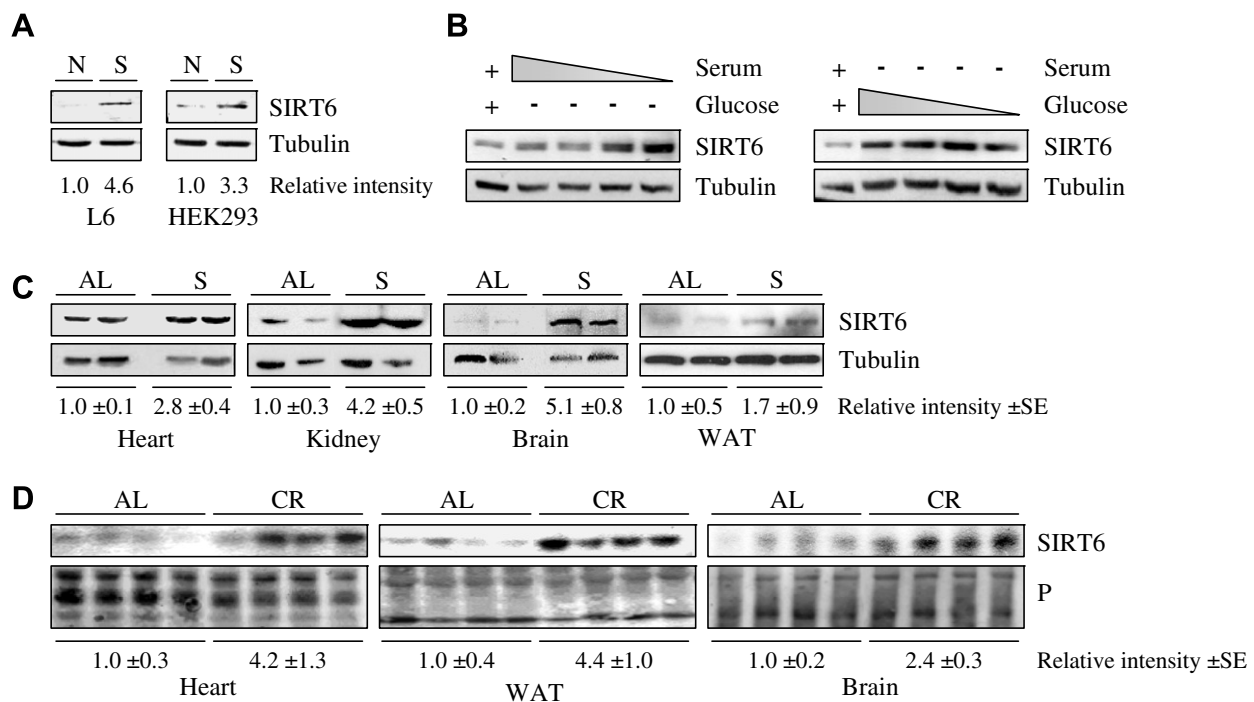 A
N S N S
SIRT6
Tubulin
1.0 4.6 1.0 3.3 Relative intensity
L6 HEK293
B
+ Serum + - - - - Serum
+ - - - - Glucose + Glucose
SIRT6 SIRT6
Tubulin Tubulin
C
AL S AL S AL S AL S
SIRT6
Tubulin
1.0 ±0.1 2.8 ±0.4 1.0 ±0.3 4.2 ±0.5 1.0 ±0.2 5.1 ±0.8 1.0 ±0.5 1.7 ±0.9 Relative intensity ±SE
Heart Kidney Brain WAT
D
AL CR AL CR AL CR
SIRT6
P
1.0 ±0.3 4.2 ±1.3 1.0 ±0.4 4.4 ±1.0 1.0 ±0.2 2.4 ±0.3 Relative intensity ±SE
Heart WAT Brain